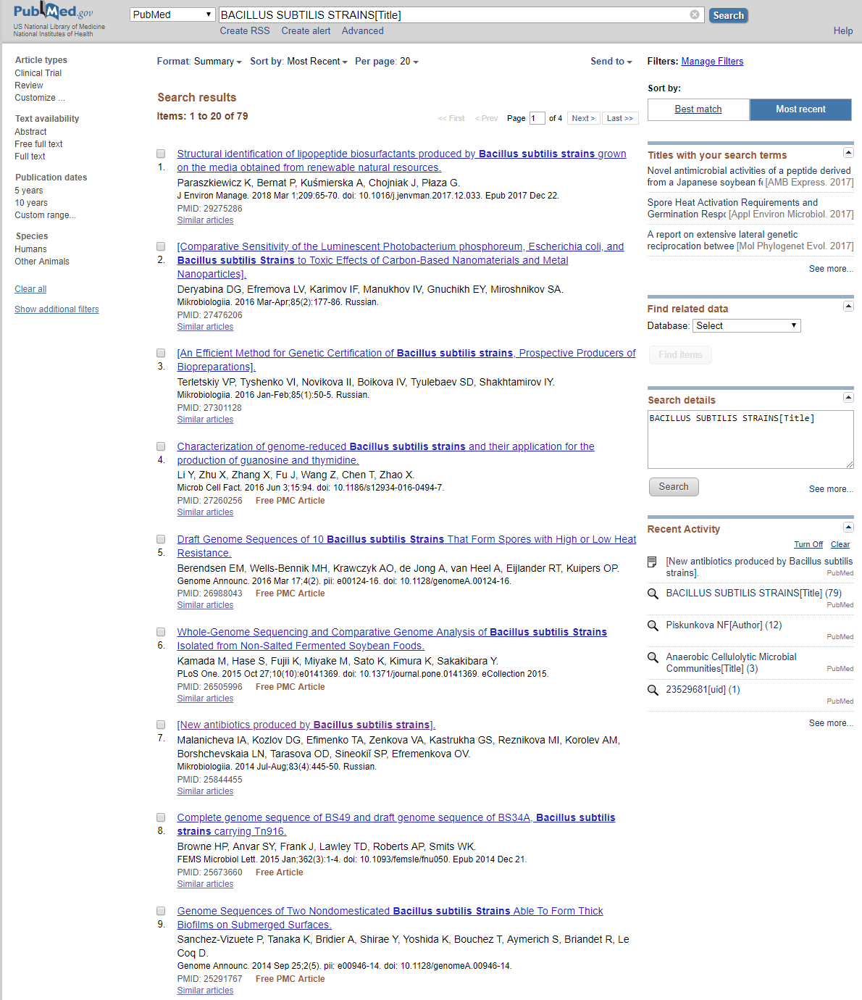 PubMed.gov
US National Library of Medicine
National Institutes of Health
PubMed
BACILLUS SUBTILIS STRAINS[Title]
Search
Create RSS Create alert Advanced
Help
Article types
Clinical Trial
Review
Customize ...
Text availability
Abstract
Free full text
Full text
Publication dates
5 years
10 years
Custom range...
Species
Humans
Other Animals
Clear all
Show additional filters
Format: Summary Sort by: Most Recent Per page: 20
Send to
Search results
Items: 1 to 20 of 79
<< First < Prev Page 1 of 4 Next > Last >>
Structural identification of lipopeptide biosurfactants produced by Bacillus subtilis strains grown
1. on the media obtained from renewable natural resources.
Paraszkiewicz K, Bernat P, Kuśmierska A, Chojniak J, Płaza G.
J Environ Manage. 2018 Mar 1;209:65-70. doi: 10.1016/j.jenvman.2017.12.033. Epub 2017 Dec 22.
PMID: 29275286
Similar articles
[Comparative Sensitivity of the Luminescent Photobacterium phosphoreum, Escherichia coli, and
2. Bacillus subtilis Strains to Toxic Effects of Carbon-Based Nanomaterials and Metal
Nanoparticles].
Deryabina DG, Efremova LV, Karimov IF, Manukhov IV, Gnuchikh EY, Miroshnikov SA.
Mikrobiologiia. 2016 Mar-Apr;85(2):177-86. Russian.
PMID: 27476206
Similar articles
[An Efficient Method for Genetic Certification of Bacillus subtilis strains, Prospective Producers of
3. Biopreparations].
Terletskiy VP, Tyshenko VI, Novikova II, Boikova IV, Tyulebaev SD, Shakhtamirov IY.
Mikrobiologiia. 2016 Jan-Feb;85(1):50-5. Russian.
PMID: 27301128
Similar articles
Characterization of genome-reduced Bacillus subtilis strains and their application for the
4. production of guanosine and thymidine.
Li Y, Zhu X, Zhang X, Fu J, Wang Z, Chen T, Zhao X.
Microb Cell Fact. 2016 Jun 3;15:94. doi: 10.1186/s12934-016-0494-7.
PMID: 27260256 Free PMC Article
Similar articles
Draft Genome Sequences of 10 Bacillus subtilis Strains That Form Spores with High or Low Heat
5. Resistance.
Berendsen EM, Wells-Bennik MH, Krawczyk AO, de Jong A, van Heel A, Eijlander RT, Kuipers OP.
Genome Announc. 2016 Mar 17;4(2). pii: e00124-16. doi: 10.1128/genomeA.00124-16.
PMID: 26988043 Free PMC Article
Similar articles
Whole-Genome Sequencing and Comparative Genome Analysis of Bacillus subtilis Strains
6. Isolated from Non-Salted Fermented Soybean Foods.
Kamada M, Hase S, Fujii K, Miyake M, Sato K, Kimura K, Sakakibara Y.
PLoS One. 2015 Oct 27;10(10):e0141369. doi: 10.1371/journal.pone.0141369. eCollection 2015.
PMID: 26505996 Free PMC Article
Similar articles
[New antibiotics produced by Bacillus subtilis strains].
7. Malanicheva IA, Kozlov DG, Efimenko TA, Zenkova VA, Kastrukha GS, Reznikova MI, Korolev AM,
Borshchevskaia LN, Tarasova OD, Sineokiĭ SP, Efremenkova OV.
Mikrobiologiia. 2014 Jul-Aug;83(4):445-50. Russian.
PMID: 25844455
Similar articles
Complete genome sequence of BS49 and draft genome sequence of BS34A, Bacillus subtilis
8. strains carrying Tn916.
Browne HP, Anvar SY, Frank J, Lawley TD, Roberts AP, Smits WK.
FEMS Microbiol Lett. 2015 Jan;362(3):1-4. doi: 10.1093/femsle/fnu050. Epub 2014 Dec 21.
PMID: 25673660 Free Article
Similar articles
Genome Sequences of Two Nondomesticated Bacillus subtilis Strains Able To Form Thick
9. Biofilms on Submerged Surfaces.
Sanchez-Vizuete P, Tanaka K, Bridier A, Shirae Y, Yoshida K, Bouchez T, Aymerich S, Briandet R, Le
Coq D.
Genome Announc. 2014 Sep 25;2(5). pii: e00946-14. doi: 10.1128/genomeA.00946-14.
PMID: 25291767 Free PMC Article
Similar articles
Filters: Manage Filters
Sort by:
Best match Most recent
Titles with your search terms
Novel antimicrobial activities of a peptide derived
from a Japanese soybean f [AMB Express. 2017]
Spore Heat Activation Requirements and
Germination Respo [Appl Environ Microbiol. 2017]
A report on extensive lateral genetic
reciprocation betwee [Mol Phylogenet Evol. 2017]
See more...
Find related data
Database: Select
Find items
Search details
BACILLUS SUBTILIS STRAINS[Title]
Search
See more...
Recent Activity
Turn Off Clear
[New antibiotics produced by Bacillus subtilis
strains]. PubMed
BACILLUS SUBTILIS STRAINS[Title] (79)
PubMed
Piskunkova NF[Author] (12)
PubMed
Anaerobic Cellulolytic Microbial
Communities[Title] (3) PubMed
23529681[uid] (1)
PubMed
See more...